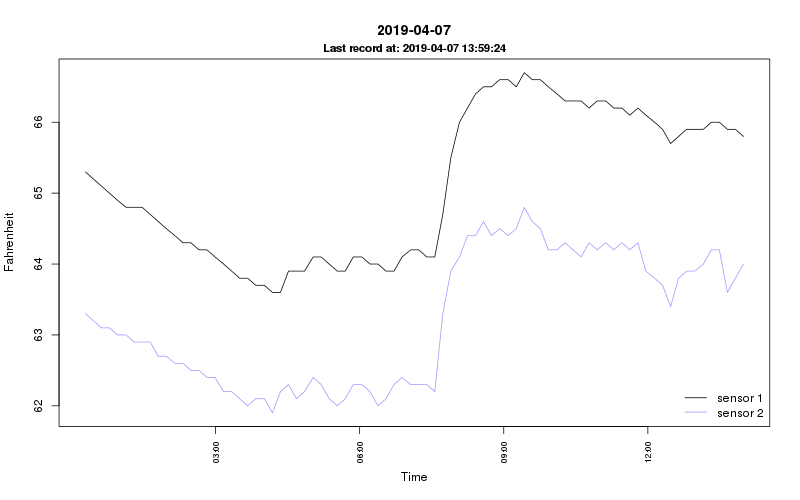 2019-04-07
Last record at: 2019-04-07 13:59:24
Fahrenheit
66
65
64
63
62
sensor 1
sensor 2
03:00
06:00
09:00
12:00
Time